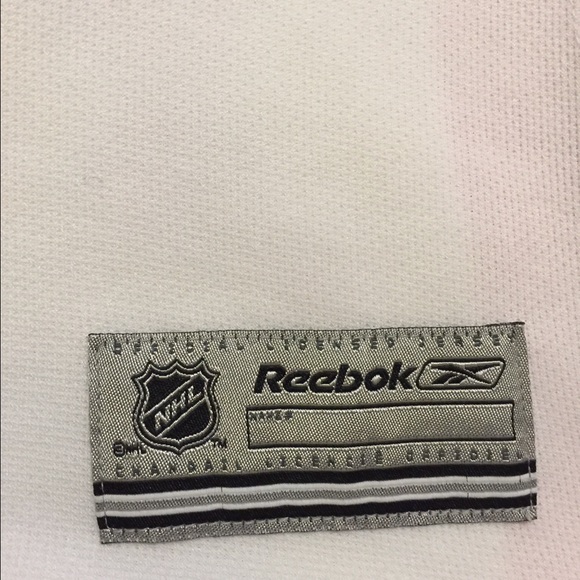 OFFICIAL LICENSED JERSEY
NHL
Reebok
NAME#
©NHL ™
CHANDAIL LICENCIÉ OFFICIEL